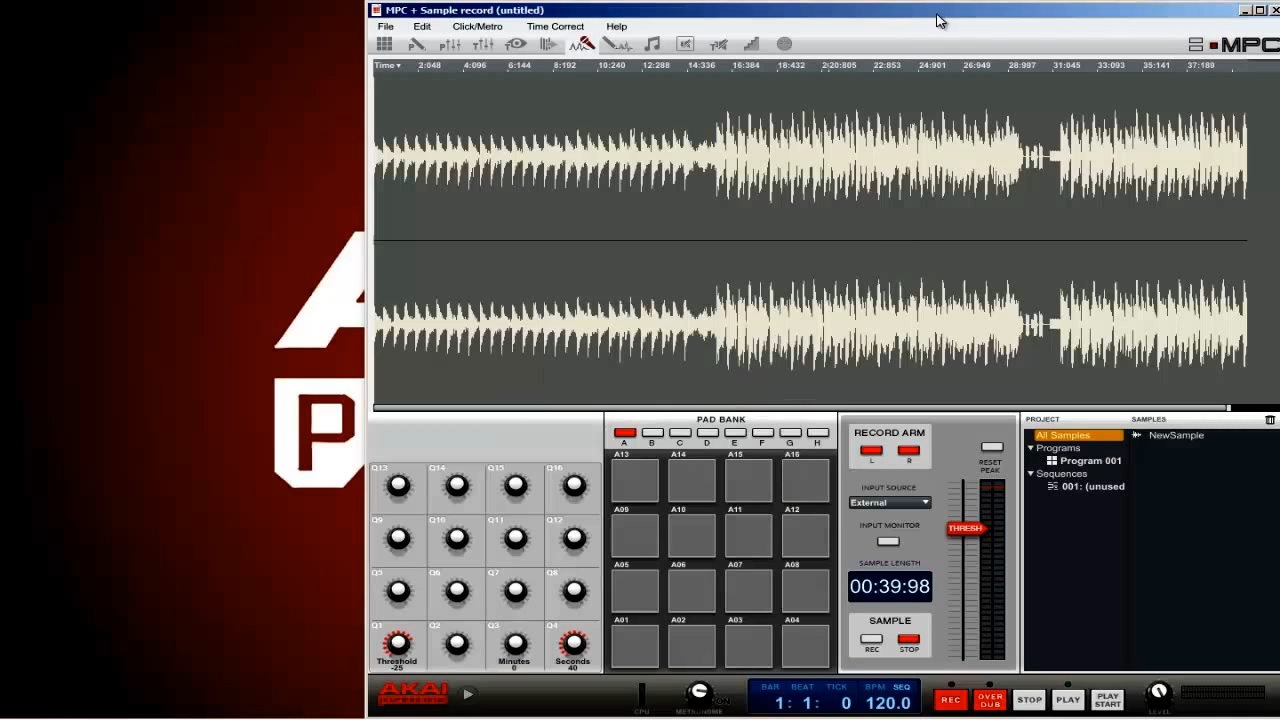 MPC + Sample record (untitled)
File Edit Click/Metro Time Correct Help
MPC
Time 2:048 4:096 6:144 8:192 10:240 12:288 14:336 16:384 18:432 2!20:805 22:853 24:901 26:949 28:997 31:045 33:093 35:141 37:189
A
P
PAD BANK
A B C D E F G H
A13 A14 A15 A16
A09 A10 A11 A12
A05 A06 A07 A08
A01 A02 A03 A04
Q13 Q14 Q15 Q16
Q9 Q10 Q11 Q12
Q5 Q6 Q7 Q8
Q1 Q2 Q3 Q4
Threshold Minutes Seconds
-25 0 40
RECORD ARM
L R
RESET
PEAK
INPUT SOURCE
External
INPUT MONITOR
THRESH
SAMPLE LENGTH
00:39:98
SAMPLE
REC STOP
PROJECT SAMPLES
All Samples NewSample
Programs
Program 001
Sequences
001: (unused
AKAI
PROFESSIONAL
CPU
METRONOME
ON
BAR BEAT TICK BPM SEQ
1: 1: 0 120.0
REC
OVER
DUB
STOP
PLAY
PLAY
START
LEVEL